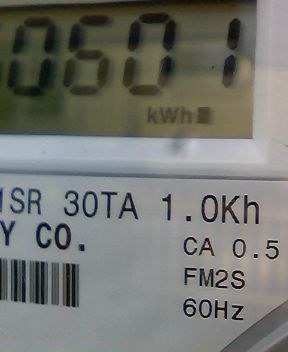 0601
kWh
1SR 30TA 1.0Kh
Y CO.
CA 0.5
FM2S
60Hz